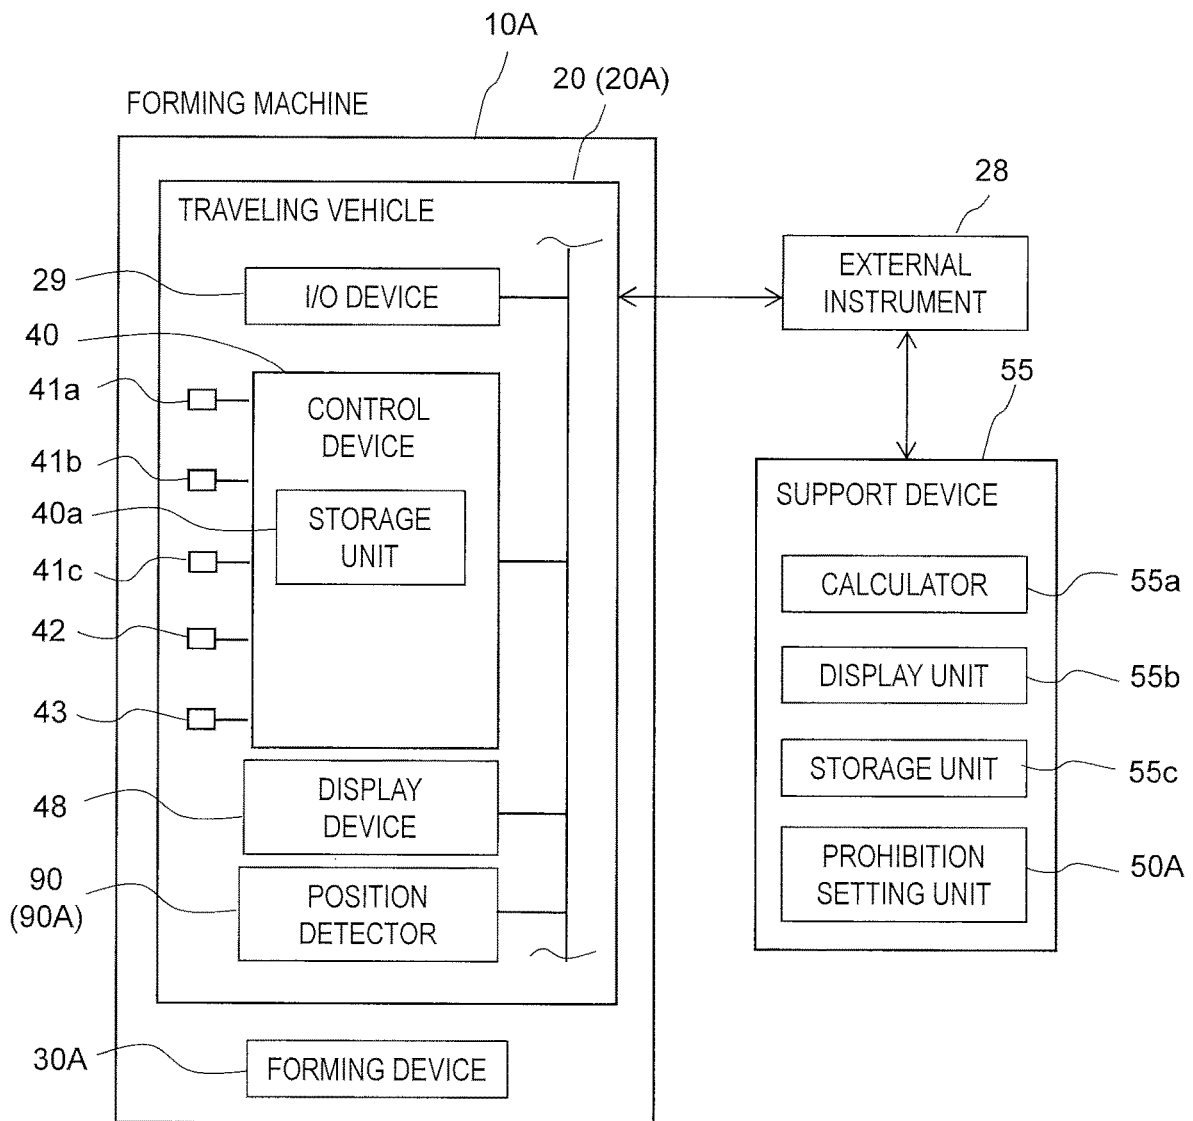 10A
20 (20A)
FORMING MACHINE
28
TRAVELING VEHICLE
EXTERNAL
INSTRUMENT
29
I/O DEVICE
40
55
41a
CONTROL
DEVICE
41b
SUPPORT DEVICE
40a
STORAGE
UNIT
41c
CALCULATOR
55a
42
DISPLAY UNIT
55b
43
STORAGE UNIT
55c
48
DISPLAY
DEVICE
PROHIBITION
SETTING UNIT
50A
90
(90A)
POSITION
DETECTOR
30A
FORMING DEVICE